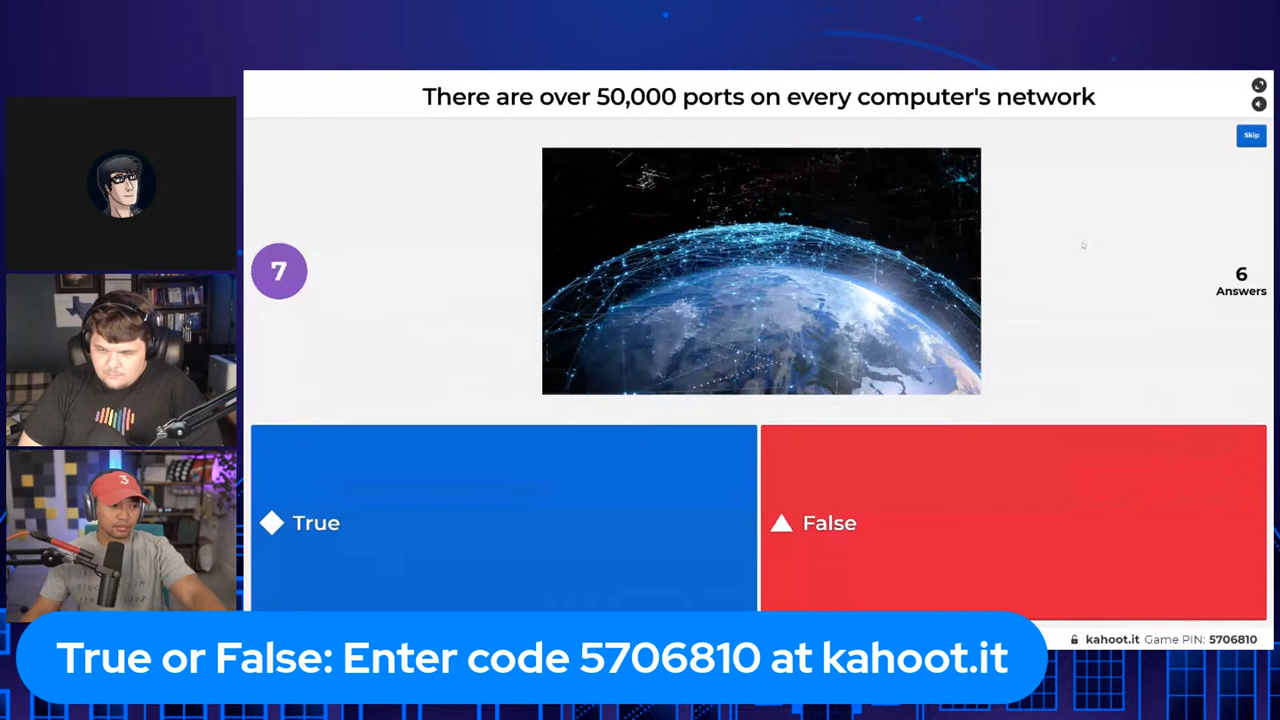 There are over 50,000 ports on every computer's network
Skip
7
6
Answers
3
True
False
kahoot.it Game PIN: 5706810
True or False: Enter code 5706810 at kahoot.it